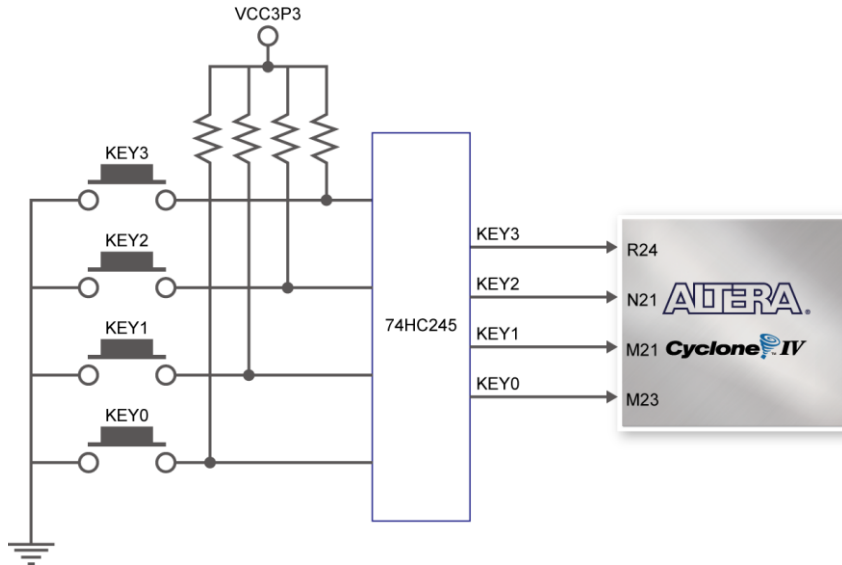 VCC3P3
KEY3
KEY2
KEY1
KEY0
74HC245
KEY3
KEY2
KEY1
KEY0
R24
N21
M21
M23
ALTERA.
Cyclone IV